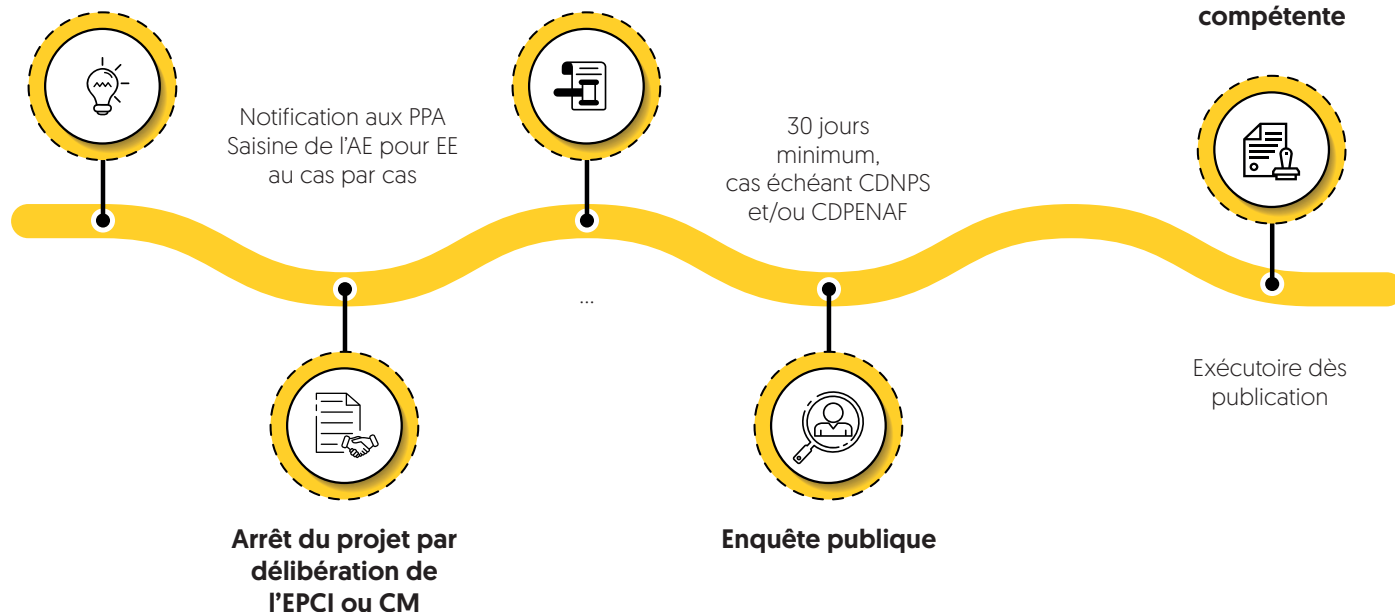 compétente
Notification aux PPA
Saisine de l’AE pour EE
au cas par cas
30 jours
minimum,
cas échéant CDNPS
et/ou CDPENAF
...
Exécutoire dès
publication
Arrêt du projet par
délibération de
l’EPCI ou CM
Enquête publique